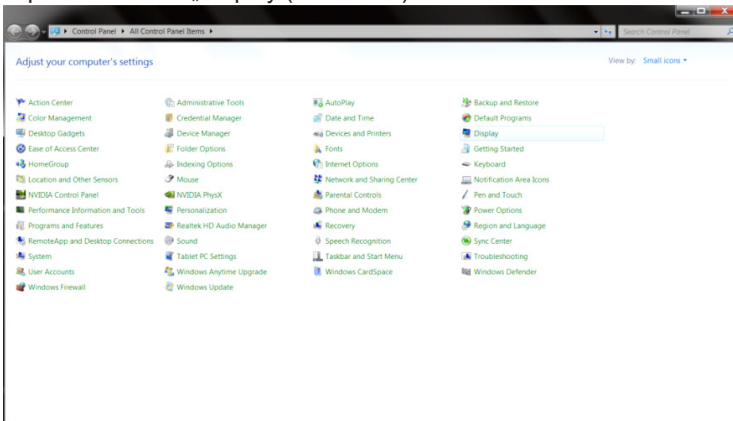 Control Panel ▸ All Control Panel Items ▸ Search Control Panel
Adjust your computer's settings View by: Small icons
Action Center Administrative Tools AutoPlay Backup and Restore
Color Management Credential Manager Date and Time Default Programs
Desktop Gadgets Device Manager Devices and Printers Display
Ease of Access Center Folder Options Fonts Getting Started
HomeGroup Indexing Options Internet Options Keyboard
Location and Other Sensors Mouse Network and Sharing Center Notification Area Icons
NVIDIA Control Panel NVIDIA PhysX Parental Controls Pen and Touch
Performance Information and Tools Personalization Phone and Modem Power Options
Programs and Features Realtek HD Audio Manager Recovery Region and Language
RemoteApp and Desktop Connections Sound Speech Recognition Sync Center
System Tablet PC Settings Taskbar and Start Menu Troubleshooting
User Accounts Windows Anytime Upgrade Windows CardSpace Windows Defender
Windows Firewall Windows Update